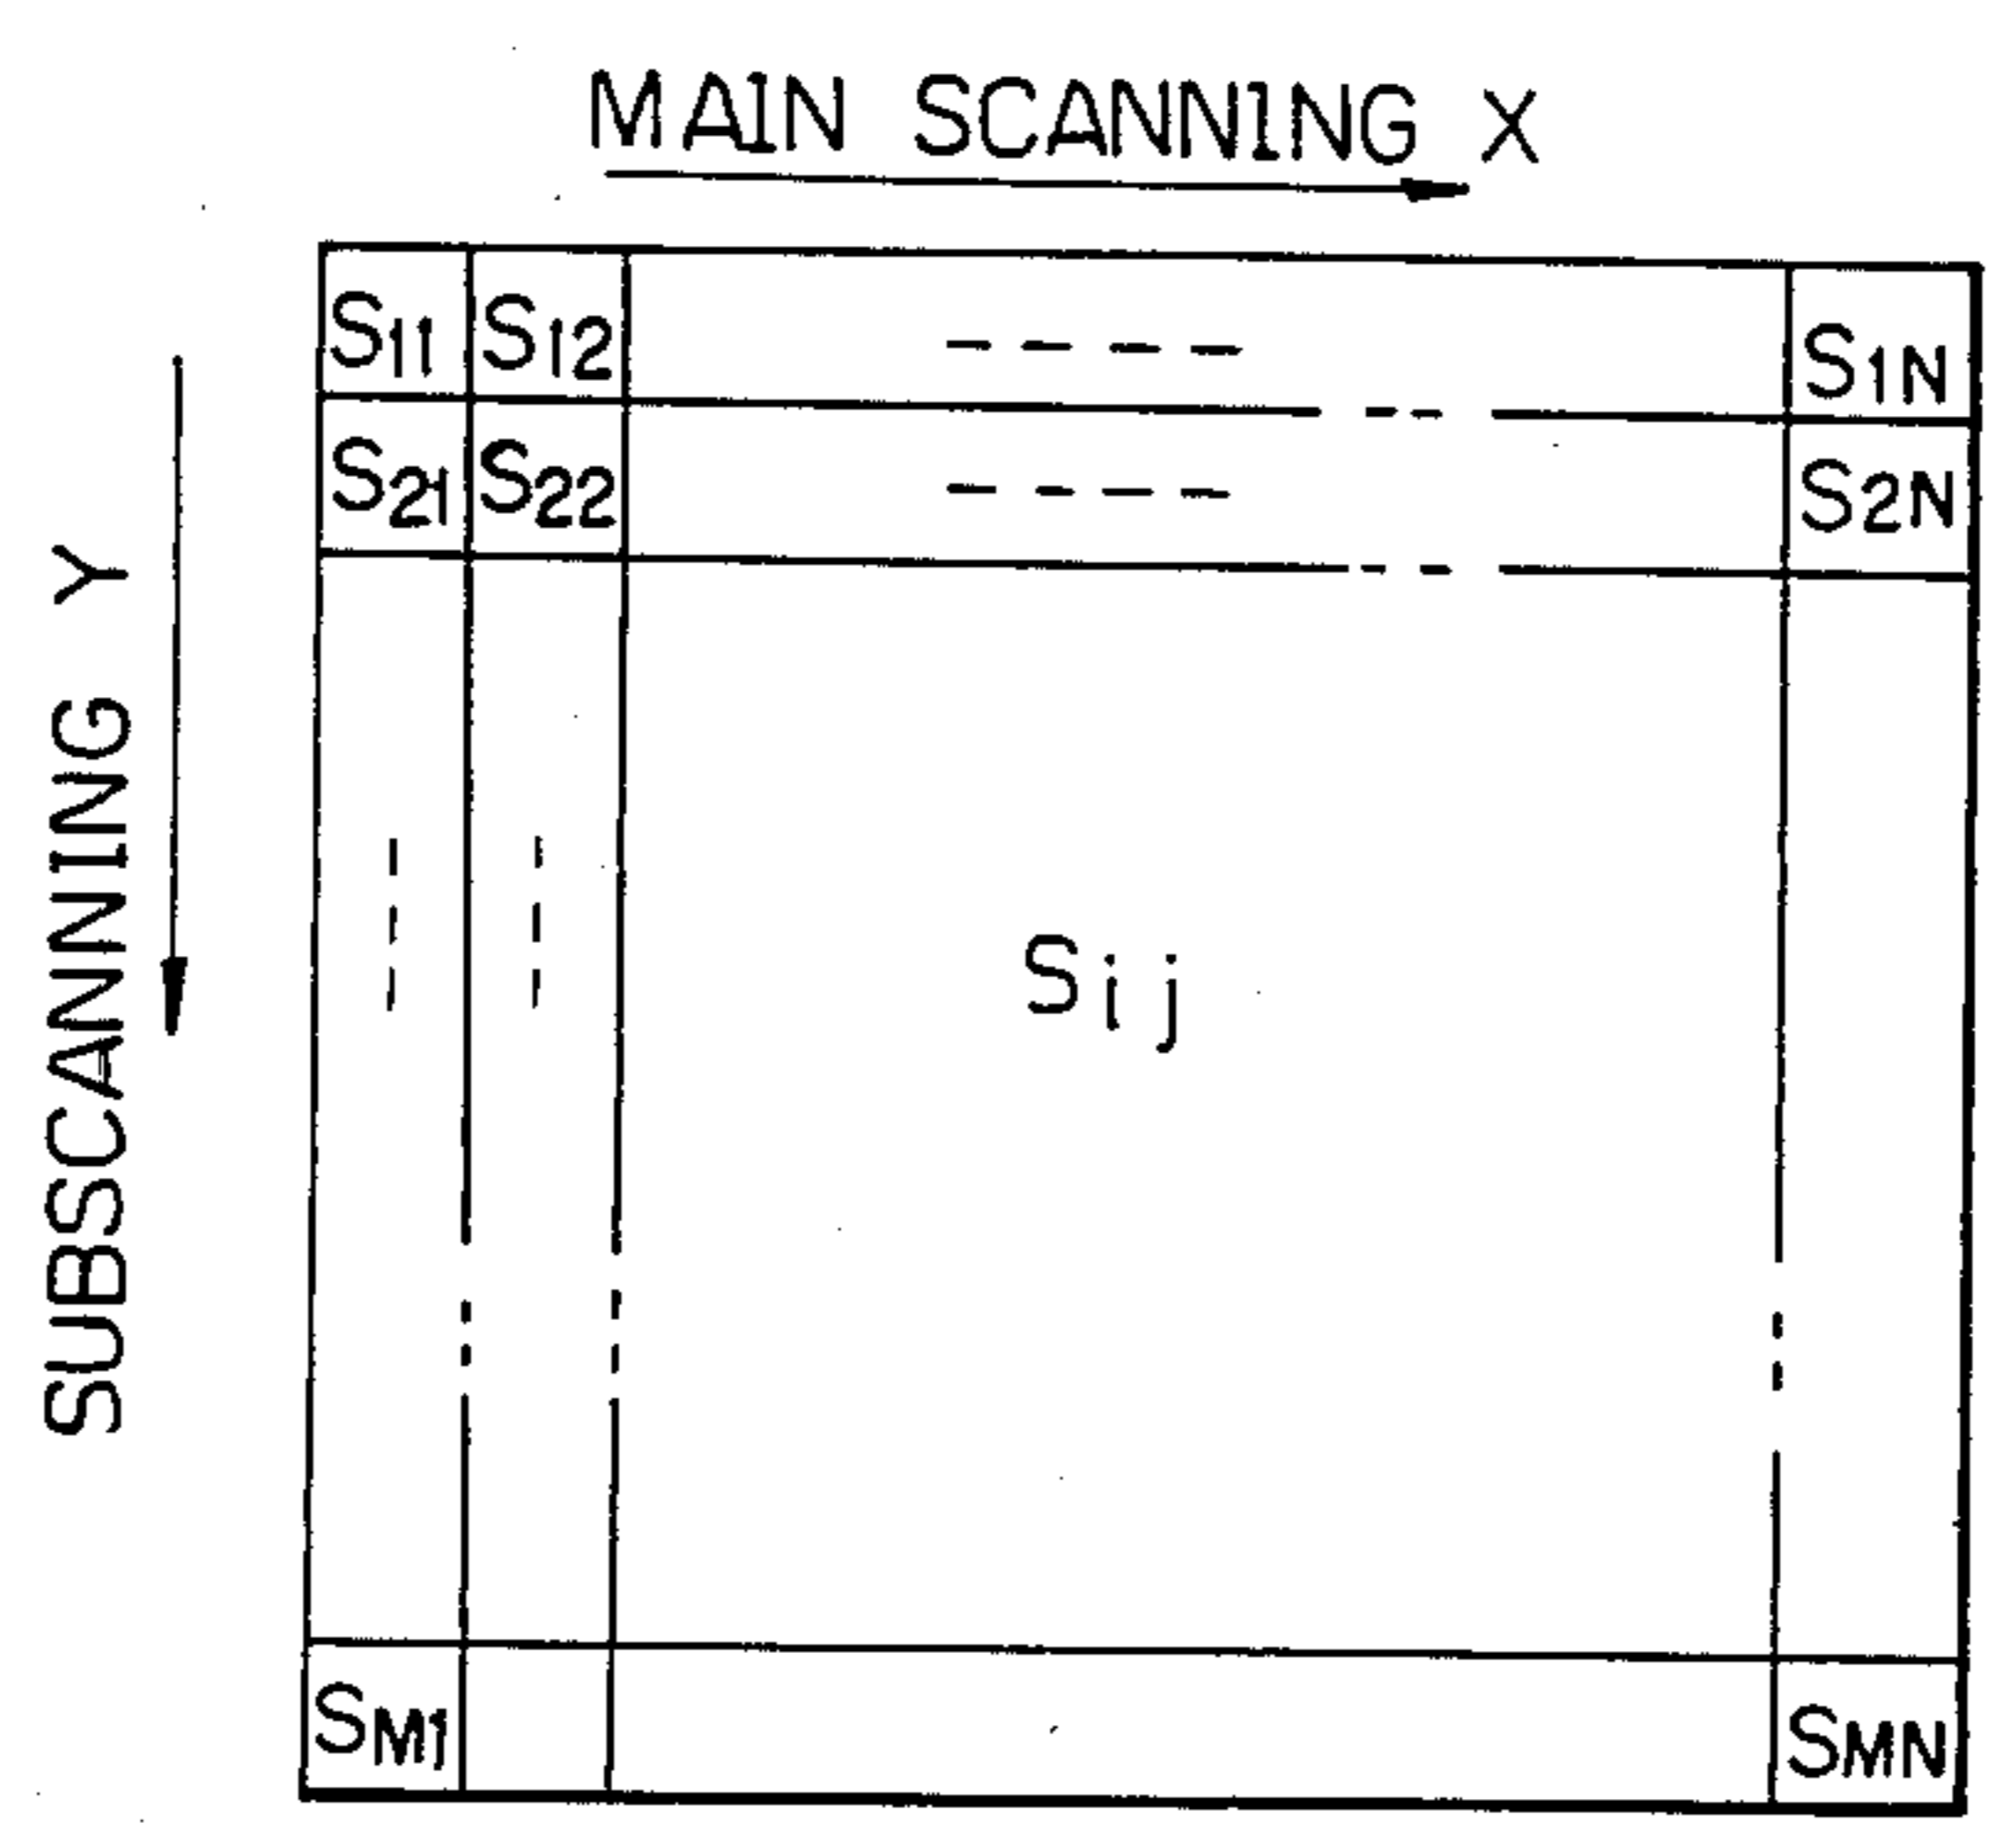 MAIN SCANNING X
SUBSCANNING Y
S11 S12 S1N
S21 S22 S2N
Sij
SM1 SMN